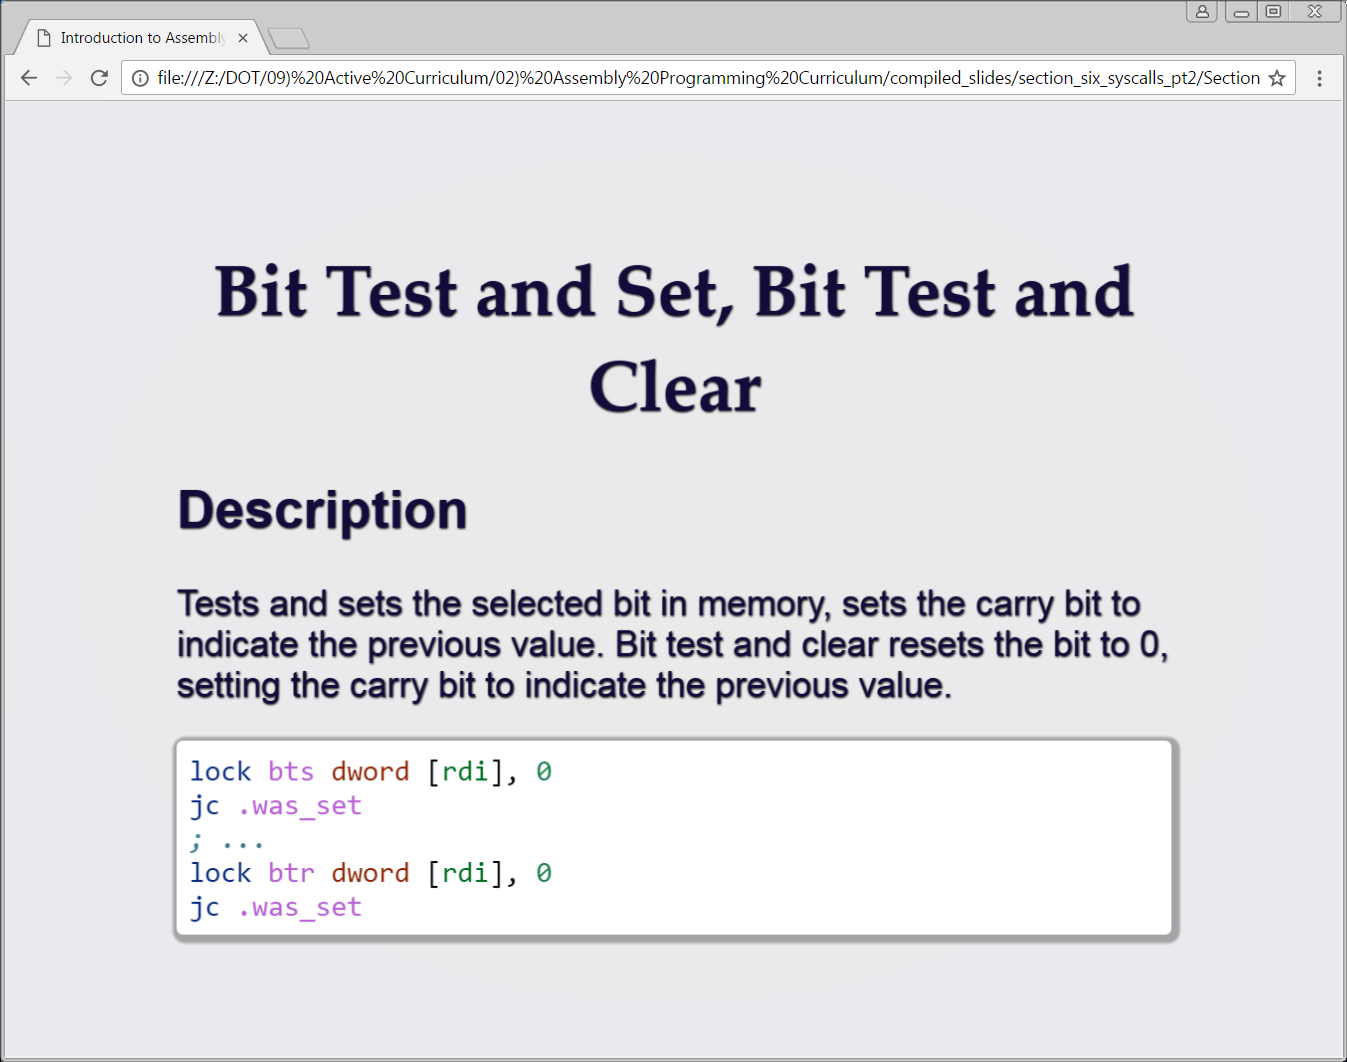 Introduction to Assembly
file:///Z:/DOT/09)%20Active%20Curriculum/02)%20Assembly%20Programming%20Curriculum/compiled_slides/section_six_syscalls_pt2/Section
Bit Test and Set, Bit Test and
Clear
Description
Tests and sets the selected bit in memory, sets the carry bit to
indicate the previous value. Bit test and clear resets the bit to 0,
setting the carry bit to indicate the previous value.
lock bts dword [rdi], 0
jc .was_set
; ...
lock btr dword [rdi], 0
jc .was_set